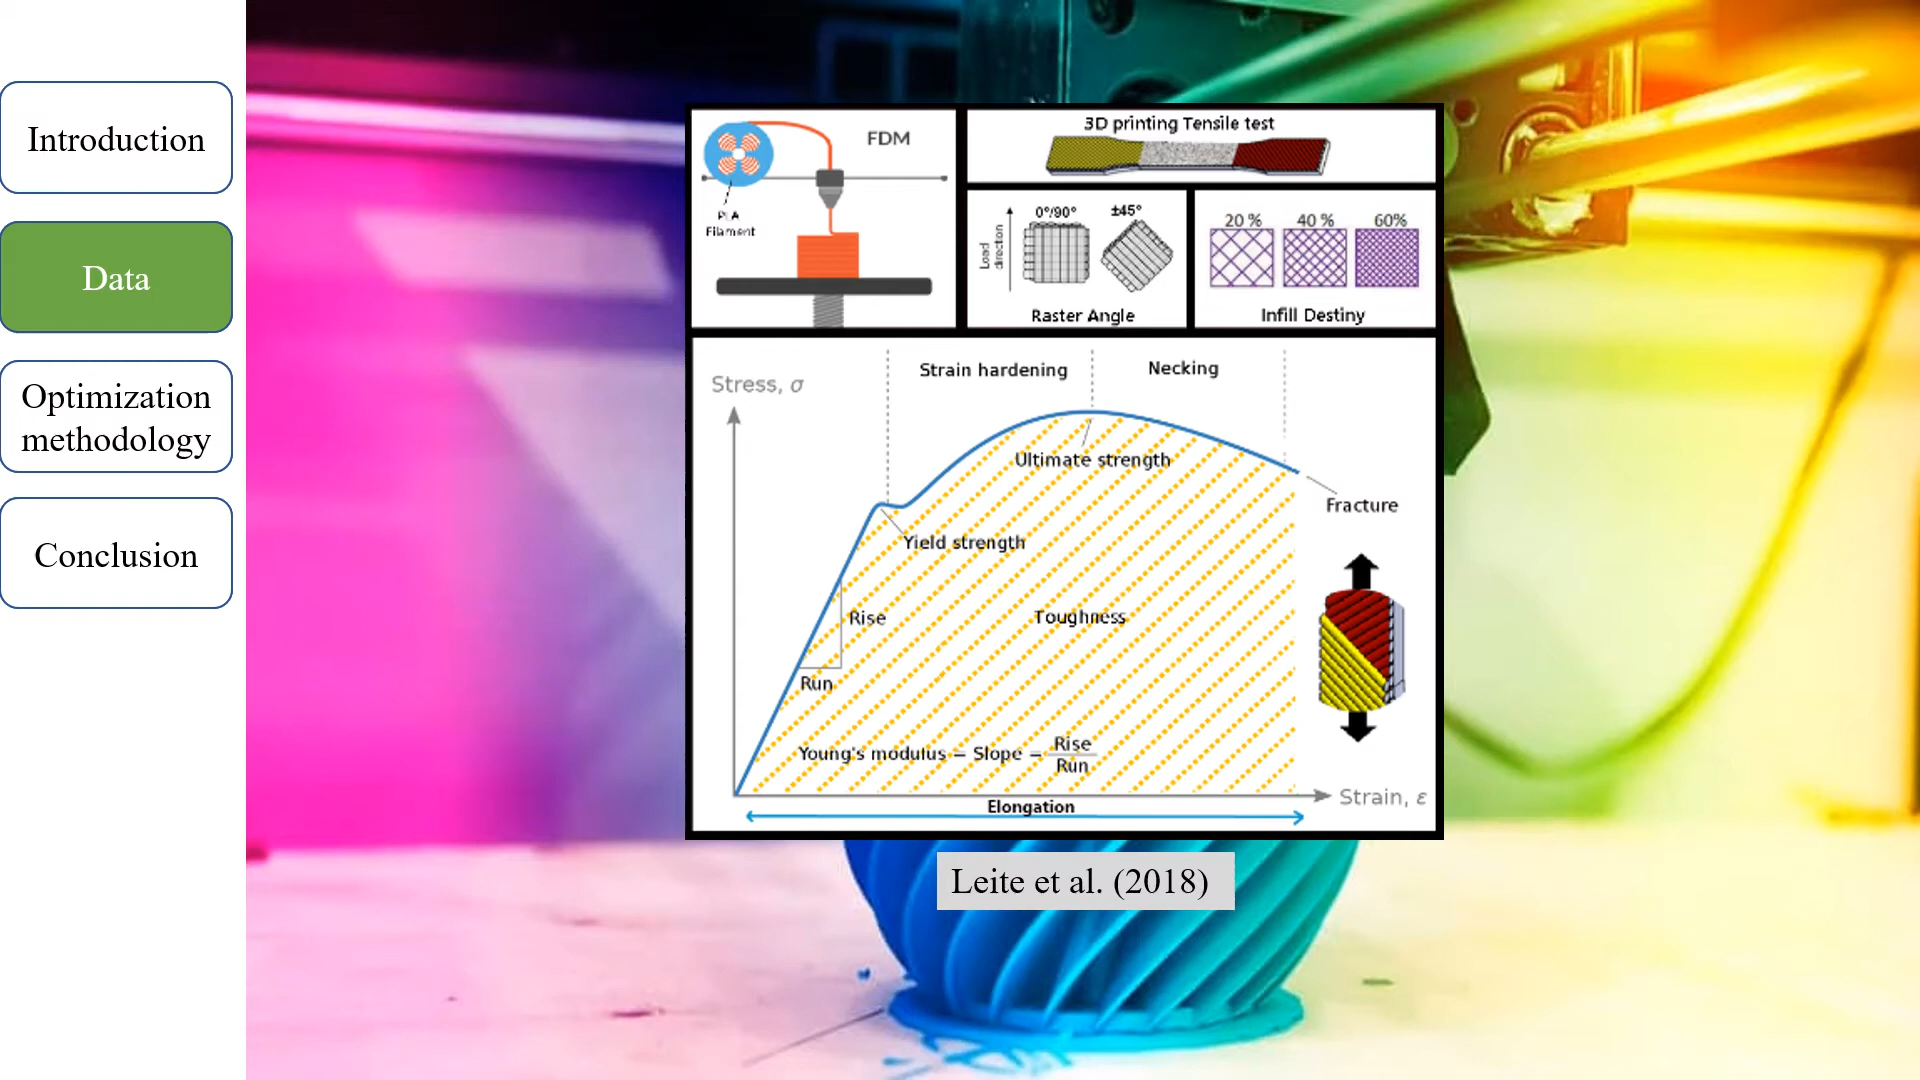 Introduction
Data
Optimization
methodology
Conclusion
FDM
PLA
Filament
3D printing Tensile test
Load
direction
0°/90°
±45°
Raster Angle
20 %
40 %
60%
Infill Destiny
Stress, σ
Strain hardening
Necking
Ultimate strength
Fracture
Yield strength
Rise
Toughness
Run
Young's modulus = Slope = Rise
Run
Strain, ε
Elongation
Leite et al. (2018)